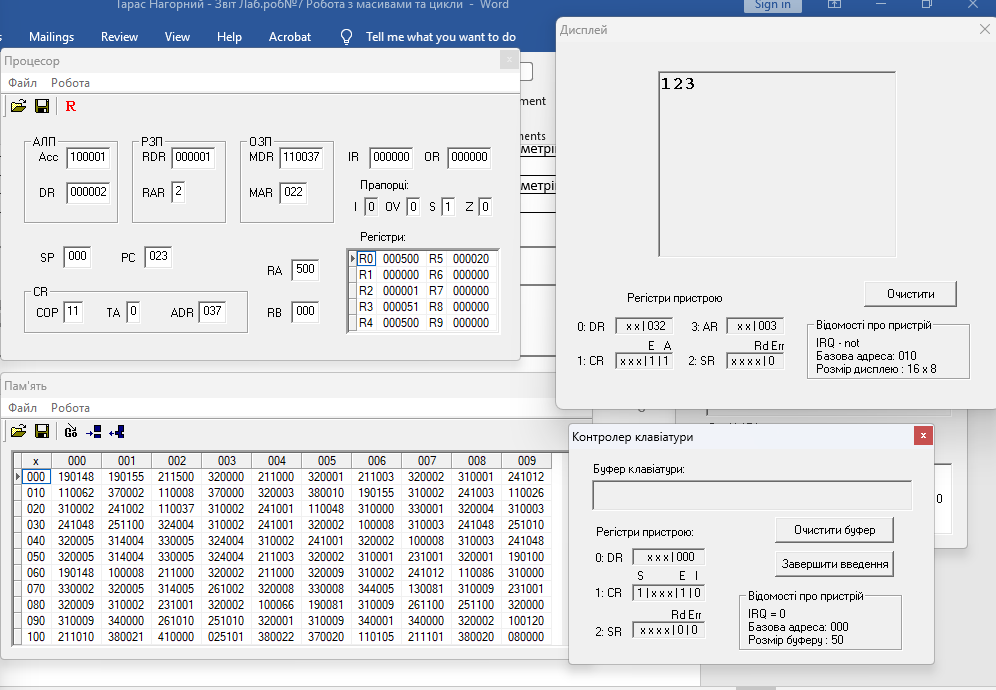 Тарас Нагорний - Звіт Лаб.роб№7 Робота з масивами та цикли - Word
Sign in
Mailings Review View Help Acrobat Tell me what you want to do
Процесор
Файл Робота
R
АЛП
Acc 100001
DR 000002
РЗП
RDR 000001
RAR 2
ОЗП
MDR 110037
MAR 022
IR 000000 OR 000000
Прапорці:
I 0 OV 0 S 1 Z 0
SP 000 PC 023
Регістри:
RA 500
RB 000
R0 000500 R5 000020
R1 000000 R6 000000
R2 000001 R7 000000
R3 000051 R8 000000
R4 000500 R9 000000
CR
COP 11 TA 0 ADR 037
Дисплей
123
Очистити
Регістри пристрою
0: DR xx|032 3: AR xx|003
E A Rd Err
1: CR xxx|1|1 2: SR xxxx|0
Відомості про пристрій
IRQ - not
Базова адреса: 010
Розмір дисплею : 16 x 8
Пам'ять
Файл Робота
Go
x 000 001 002 003 004 005 006 007 008 009
000 190148 190155 211500 320000 211000 320001 211003 320002 310001 241012
010 110062 370002 110008 370000 320003 380010 190155 310002 241003 110026
020 310002 241002 110037 310002 241001 110048 310000 330001 320004 310003
030 241048 251100 324004 310002 241001 320002 100008 310003 241048 251010
040 320005 314004 330005 324004 310002 241001 320002 100008 310003 241048
050 320005 314004 330005 324004 211003 320002 310001 231001 320001 190100
060 190148 100008 211000 320002 211000 320009 310002 241012 110086 310000
070 330002 320005 314005 261002 320008 330008 344005 130081 310009 231001
080 320009 310002 231001 320002 100066 190081 310009 261100 251100 320000
090 310009 340000 261010 251010 320001 310009 340001 340000 320002 100120
100 211010 380021 410000 025101 380022 370020 110105 211101 380020 080000
Контролер клавіатури
Буфер клавіатури:
Регістри пристрою:
Очистити буфер
0: DR xxx|000
Завершити введення
S E I
1: CR 1|xxx|1|0
Rd Err
2: SR xxxx|0|0
Відомості про пристрій
IRQ = 0
Базова адреса: 000
Розмір буферу : 50